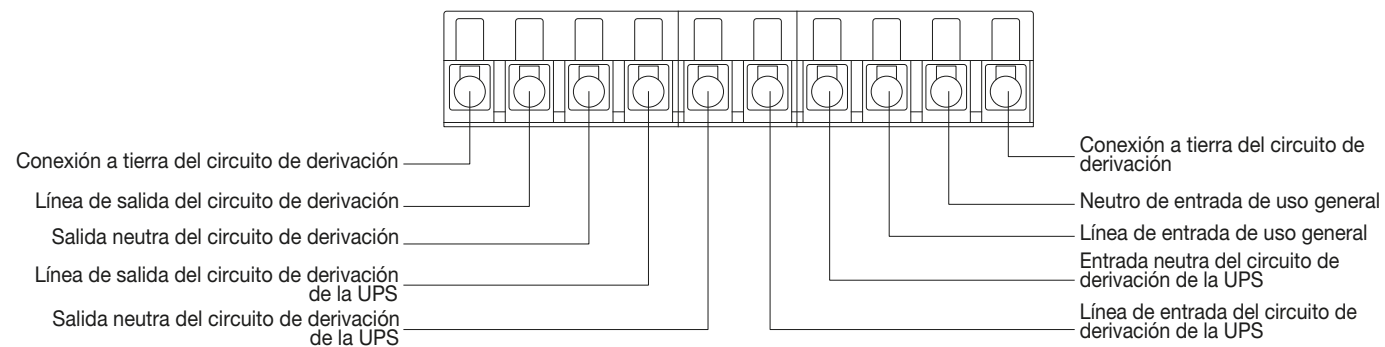 Conexión a tierra del circuito de derivación
Línea de salida del circuito de derivación
Salida neutra del circuito de derivación
Línea de salida del circuito de derivación
de la UPS
Salida neutra del circuito de derivación
de la UPS
Conexión a tierra del circuito de
derivación
Neutro de entrada de uso general
Línea de entrada de uso general
Entrada neutra del circuito de
derivación de la UPS
Línea de entrada del circuito de
derivación de la UPS